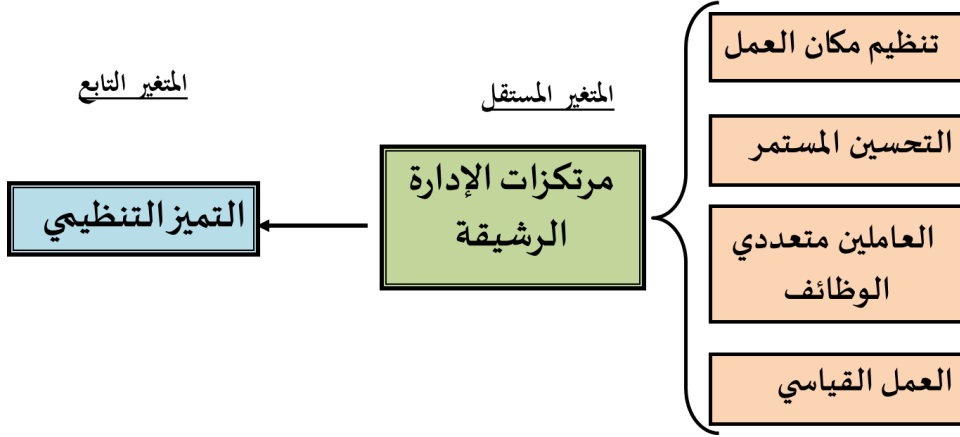 تنظيم مكان العمل
التحسين المستمر
العاملين متعددي
الوظائف
العمل القياسي
المتغير المستقل
مرتكزات الإدارة
الرشيقة
المتغير التابع
التميز التنظيمي